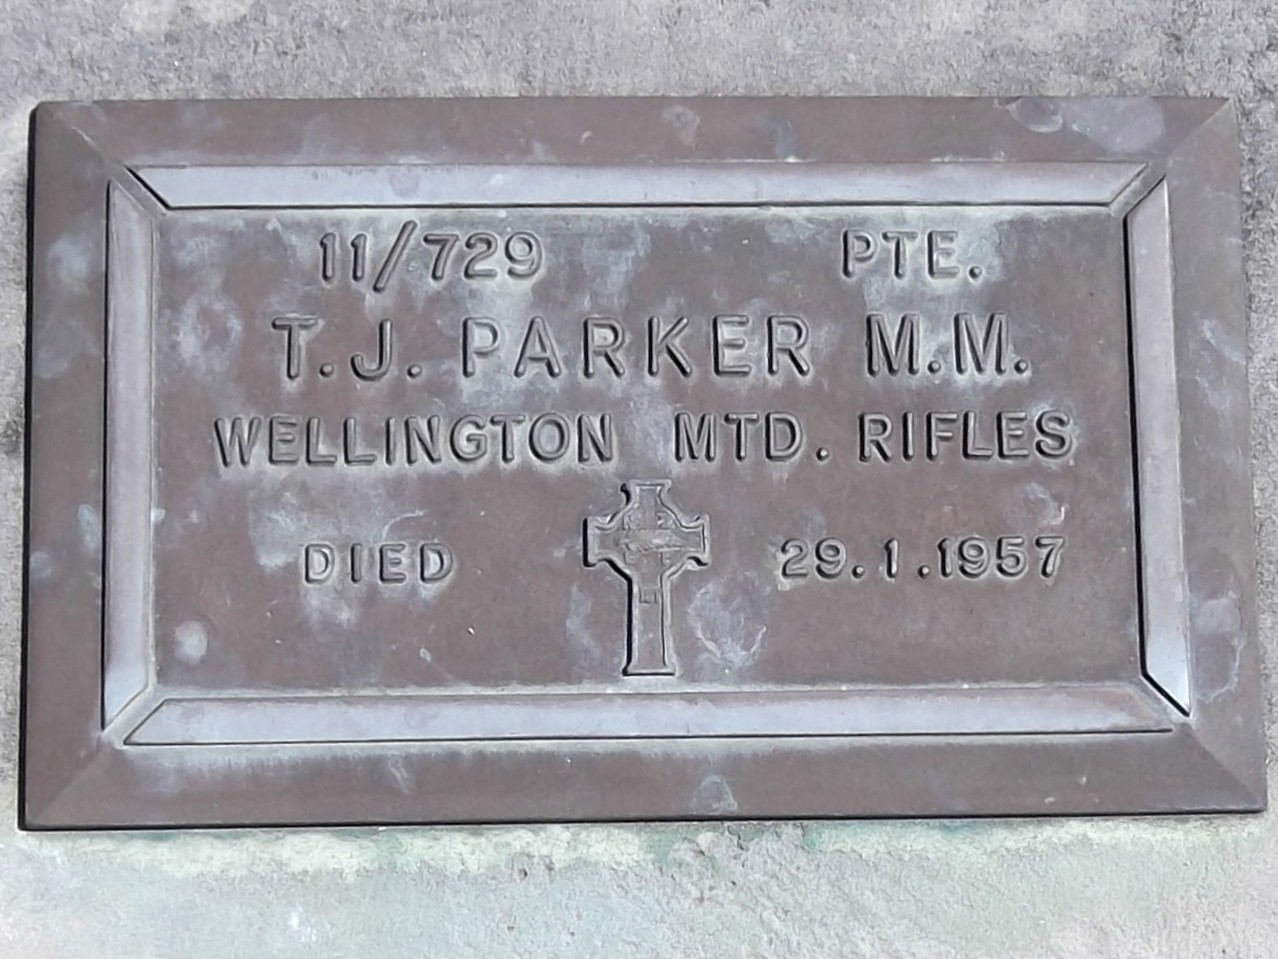 11/729 PTE.
T.J. PARKER M.M.
WELLINGTON MTD. RIFLES
DIED 29.1.1957